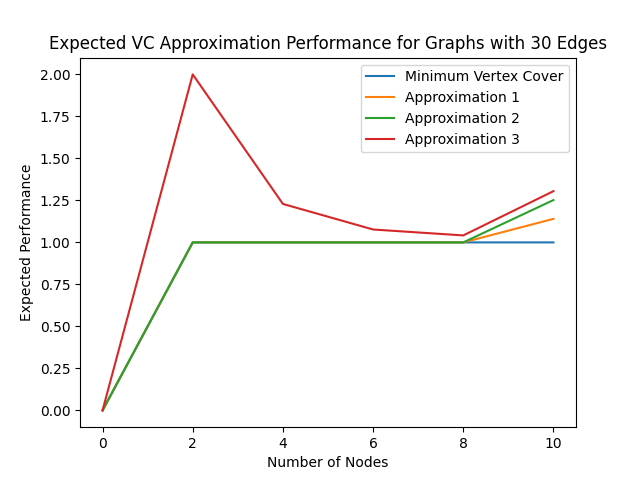 Expected VC Approximation Performance for Graphs with 30 Edges
2.00
1.75
1.50
1.25
1.00
0.75
0.50
0.25
0.00
Expected Performance
Minimum Vertex Cover
Approximation 1
Approximation 2
Approximation 3
0 2 4 6 8 10
Number of Nodes